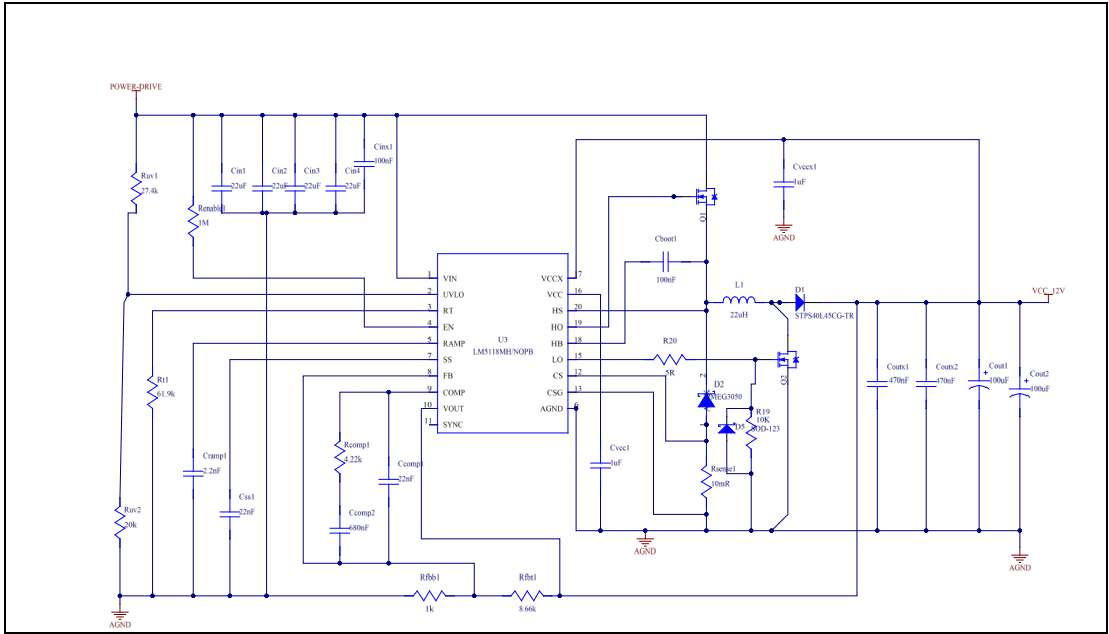 POWER-DRIVE
Ruv1
27.4k
Renable1
1M
Cin1
22uF
Cin2
22uF
Cin3
22uF
Cin4
22uF
Cinx1
100nF
Cvccx1
1uF
AGND
Q1
Cboot1
100nF
1 VIN
2 UVLO
3 RT
4 EN
5 RAMP
7 SS
8 FB
9 COMP
10 VOUT
11 SYNC
U3
LM5118MH/NOPB
VCCX 17
VCC 16
HS 20
HO 19
HB 18
LO 15
CS 12
CSG 13
AGND 6
L1
22uH
D1
STPS40L45CG-TR
VCC_12V
R20
5R
Q2
2
D2
MEG3050
1
D5
R19
10K
SOD-123
Coutx1
470nF
Coutx2
470nF
Cout1
100uF
Cout2
100uF
Rt1
61.9k
Rcomp1
4.22k
Ccomp1
22nF
Cramp1
2.2nF
Css1
22nF
Ccomp2
680nF
Cvcc1
1uF
Rsense1
10mR
Ruv2
20k
AGND
AGND
Rfbb1
1k
Rfbt1
8.66k
AGND